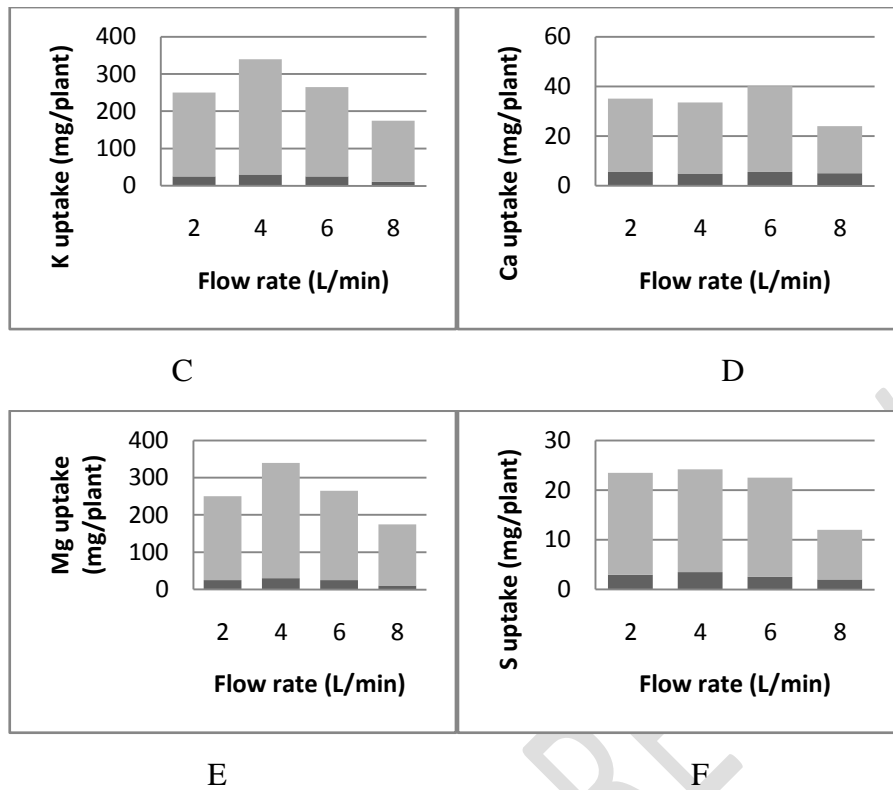 K uptake (mg/plant)
400
300
200
100
0
2 4 6 8
Flow rate (L/min)
Ca uptake (mg/plant)
60
40
20
0
2 4 6 8
Flow rate (L/min)
C D
Mg uptake
(mg/plant)
400
300
200
100
0
2 4 6 8
Flow rate (L/min)
S uptake (mg/plant)
30
20
10
0
2 4 6 8
Flow rate (L/min)
E F